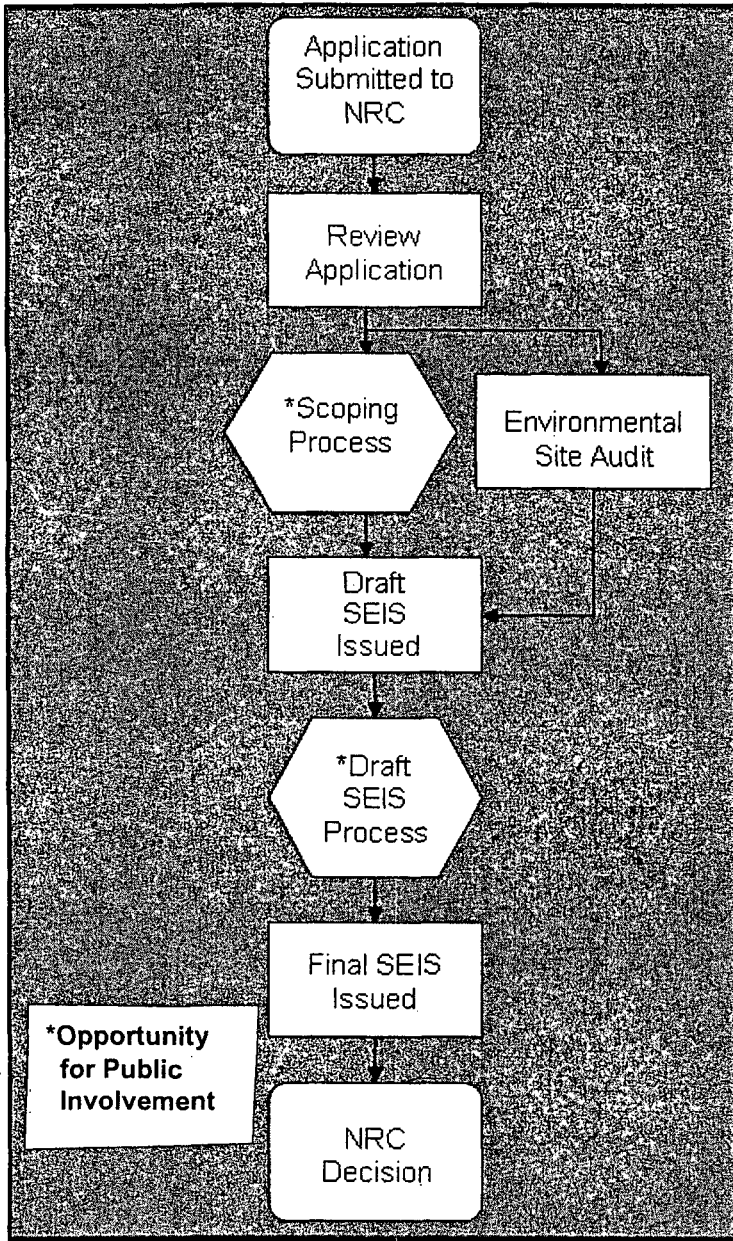 Application
Submitted to
NRC
Review
Application
*Scoping
Process
Environmental
Site Audit
Draft
SEIS
Issued
*Draft
SEIS
Process
Final SEIS
Issued
*Opportunity
for Public
Involvement
NRC
Decision